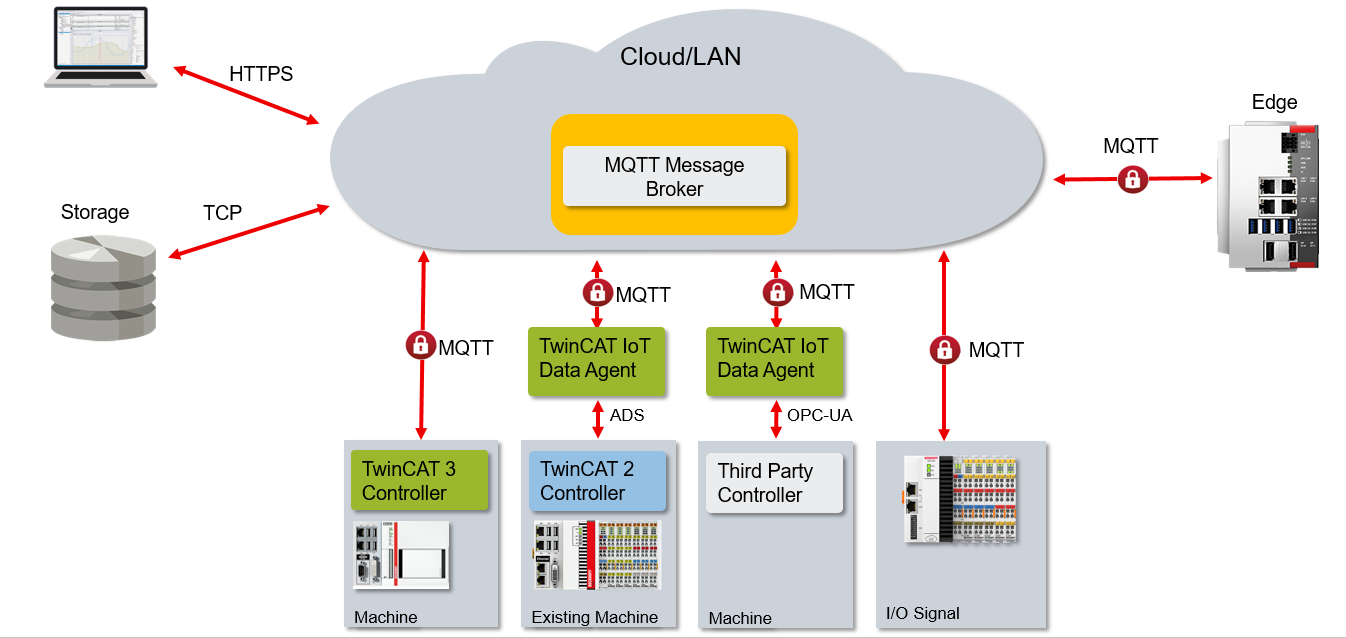 Cloud/LAN
HTTPS
MQTT Message
Broker
Edge
MQTT
Storage
TCP
MQTT
MQTT
MQTT
MQTT
TwinCAT IoT
Data Agent
TwinCAT IoT
Data Agent
ADS
OPC-UA
TwinCAT 3
Controller
TwinCAT 2
Controller
Third Party
Controller
Machine
Existing Machine
Machine
I/O Signal